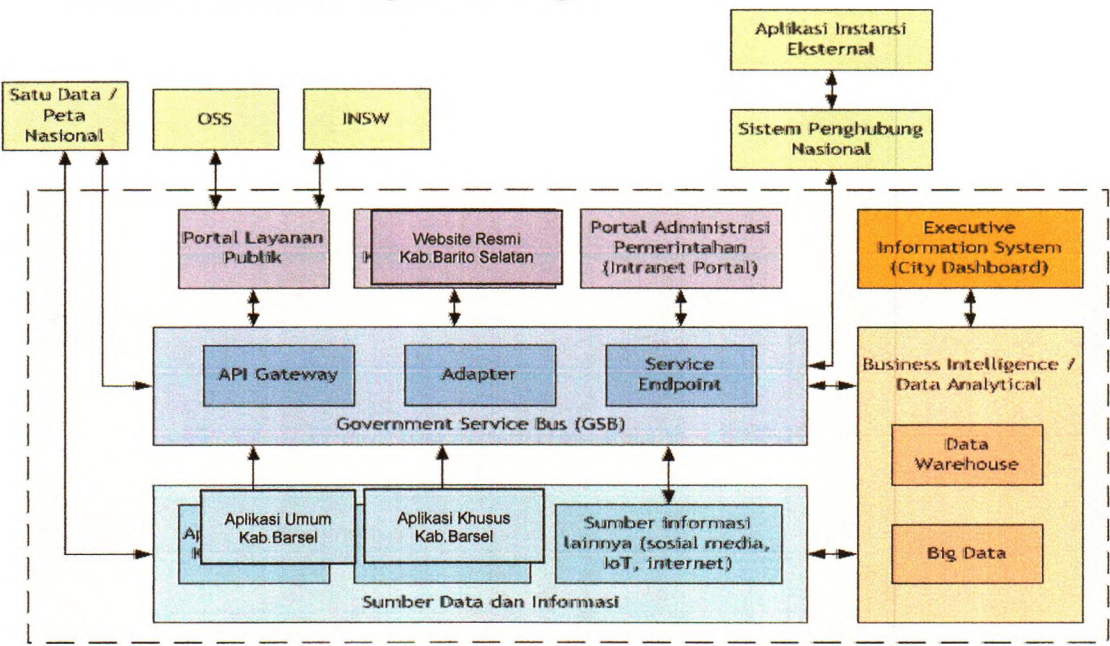 Aplikasi Instansi
Eksternal
Satu Data /
Peta
Nasional
OSS
INSW
Sistem Penghubung
Nasional
Portal Layanan
Publik
Website Resmi
Kab.Barito Selatan
Portal Administrasi
Pemerintahan
(Intranet Portal)
Executive
Information System
(City Dashboard)
API Gateway
Adapter
Service
Endpoint
Government Service Bus (GSB)
Business Intelligence /
Data Analytical
Data
Warehouse
Big Data
Aplikasi Umum
Kab.Barsel
Aplikasi Khusus
Kab.Barsel
Sumber informasi
lainnya (sosial media,
IoT, internet)
Sumber Data dan Informasi